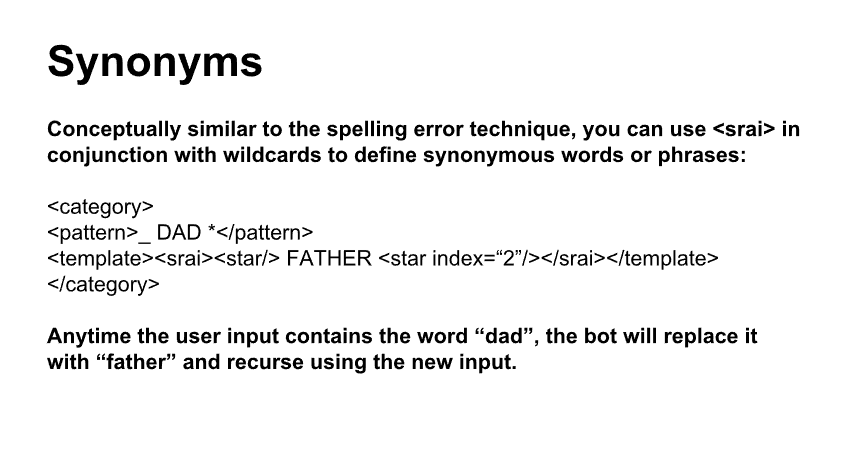 Synonyms
Conceptually similar to the spelling error technique, you can use <srai> in
conjunction with wildcards to define synonymous words or phrases:
<category>
<pattern>_ DAD *</pattern>
<template><srai><star/> FATHER <star index=“2”/></srai></template>
</category>
Anytime the user input contains the word “dad”, the bot will replace it
with “father” and recurse using the new input.